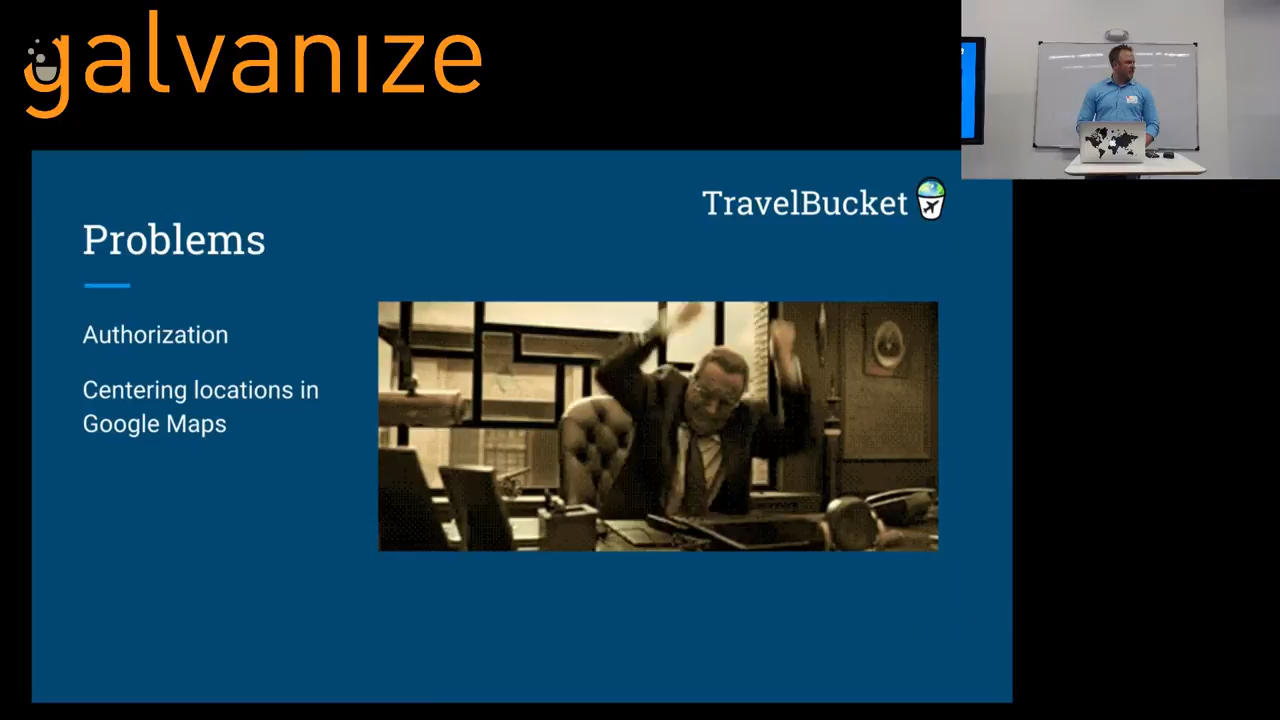 galvanize
TravelBucket
Problems
Authorization
Centering locations in
Google Maps